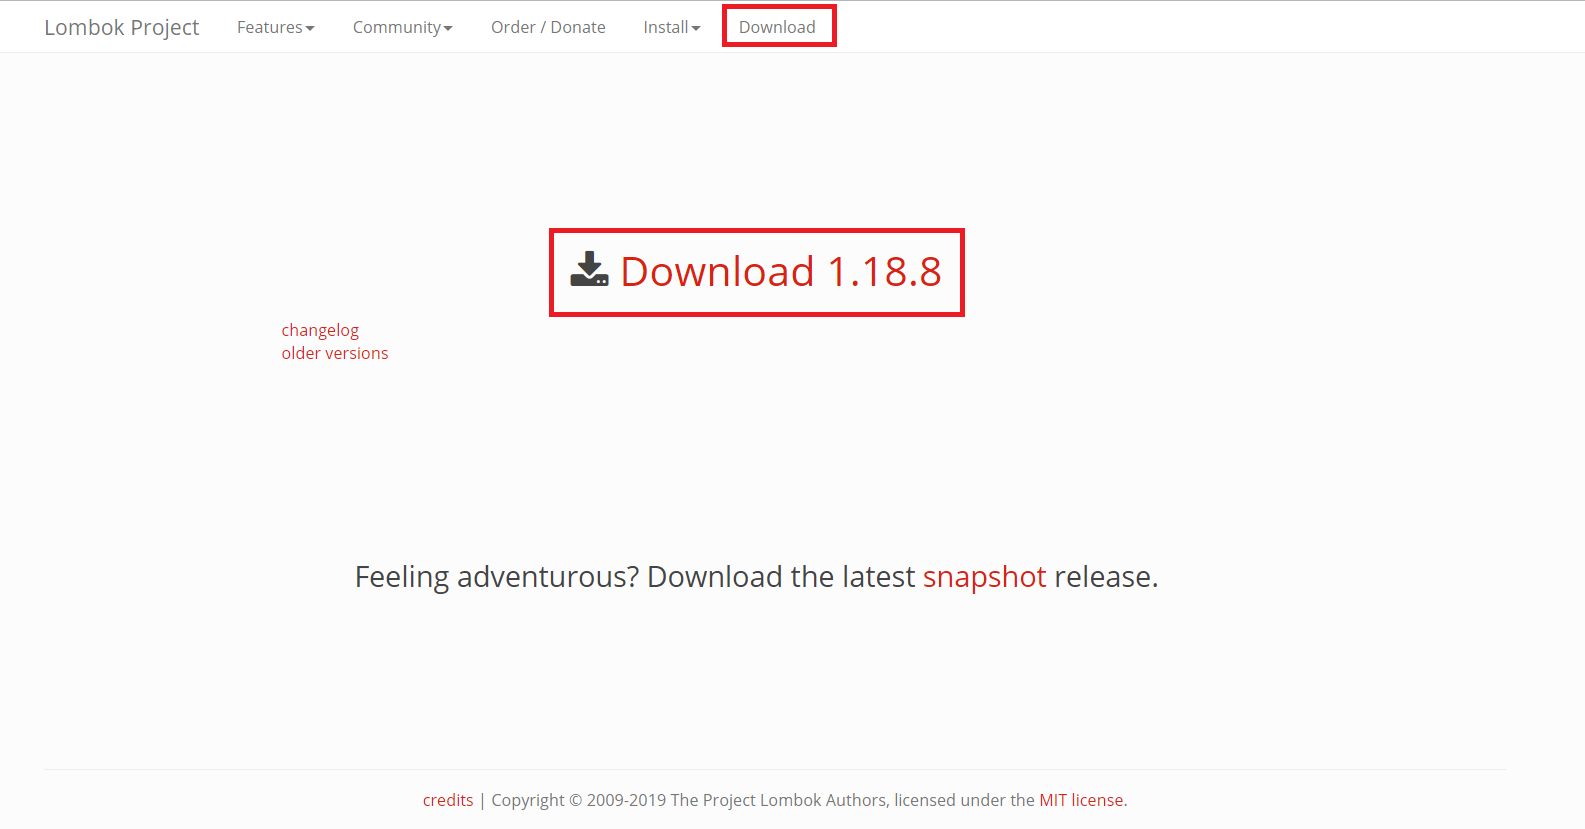 Lombok Project Features Community Order / Donate Install Download
Download 1.18.8
changelog
older versions
Feeling adventurous? Download the latest snapshot release.
credits | Copyright © 2009-2019 The Project Lombok Authors, licensed under the MIT license.